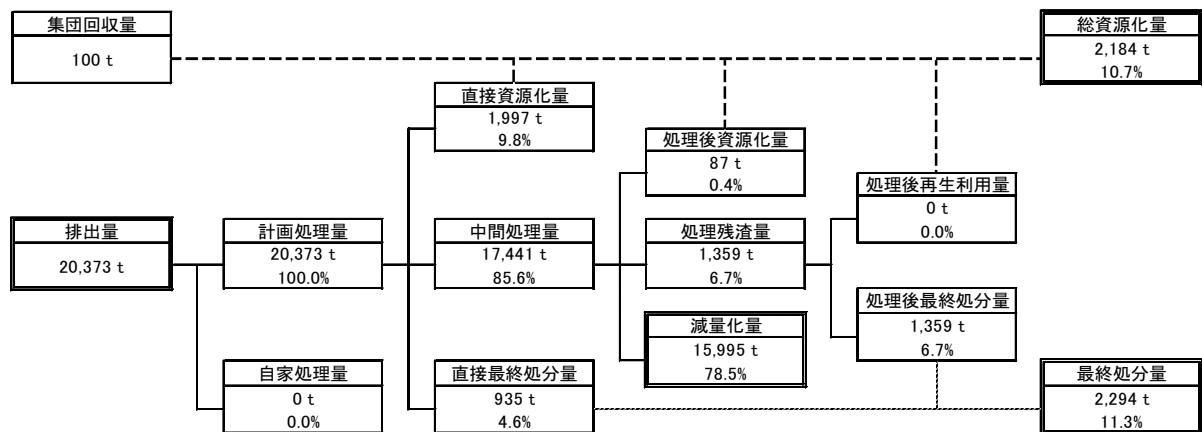 集団回収量
100 t
総資源化量
2,184 t
10.7%
直接資源化量
1,997 t
9.8%
処理後資源化量
87 t
0.4%
処理後再生利用量
0 t
0.0%
排出量
20,373 t
計画処理量
20,373 t
100.0%
中間処理量
17,441 t
85.6%
処理残渣量
1,359 t
6.7%
処理後最終処分量
1,359 t
6.7%
減量化量
15,995 t
78.5%
自家処理量
0 t
0.0%
直接最終処分量
935 t
4.6%
最終処分量
2,294 t
11.3%